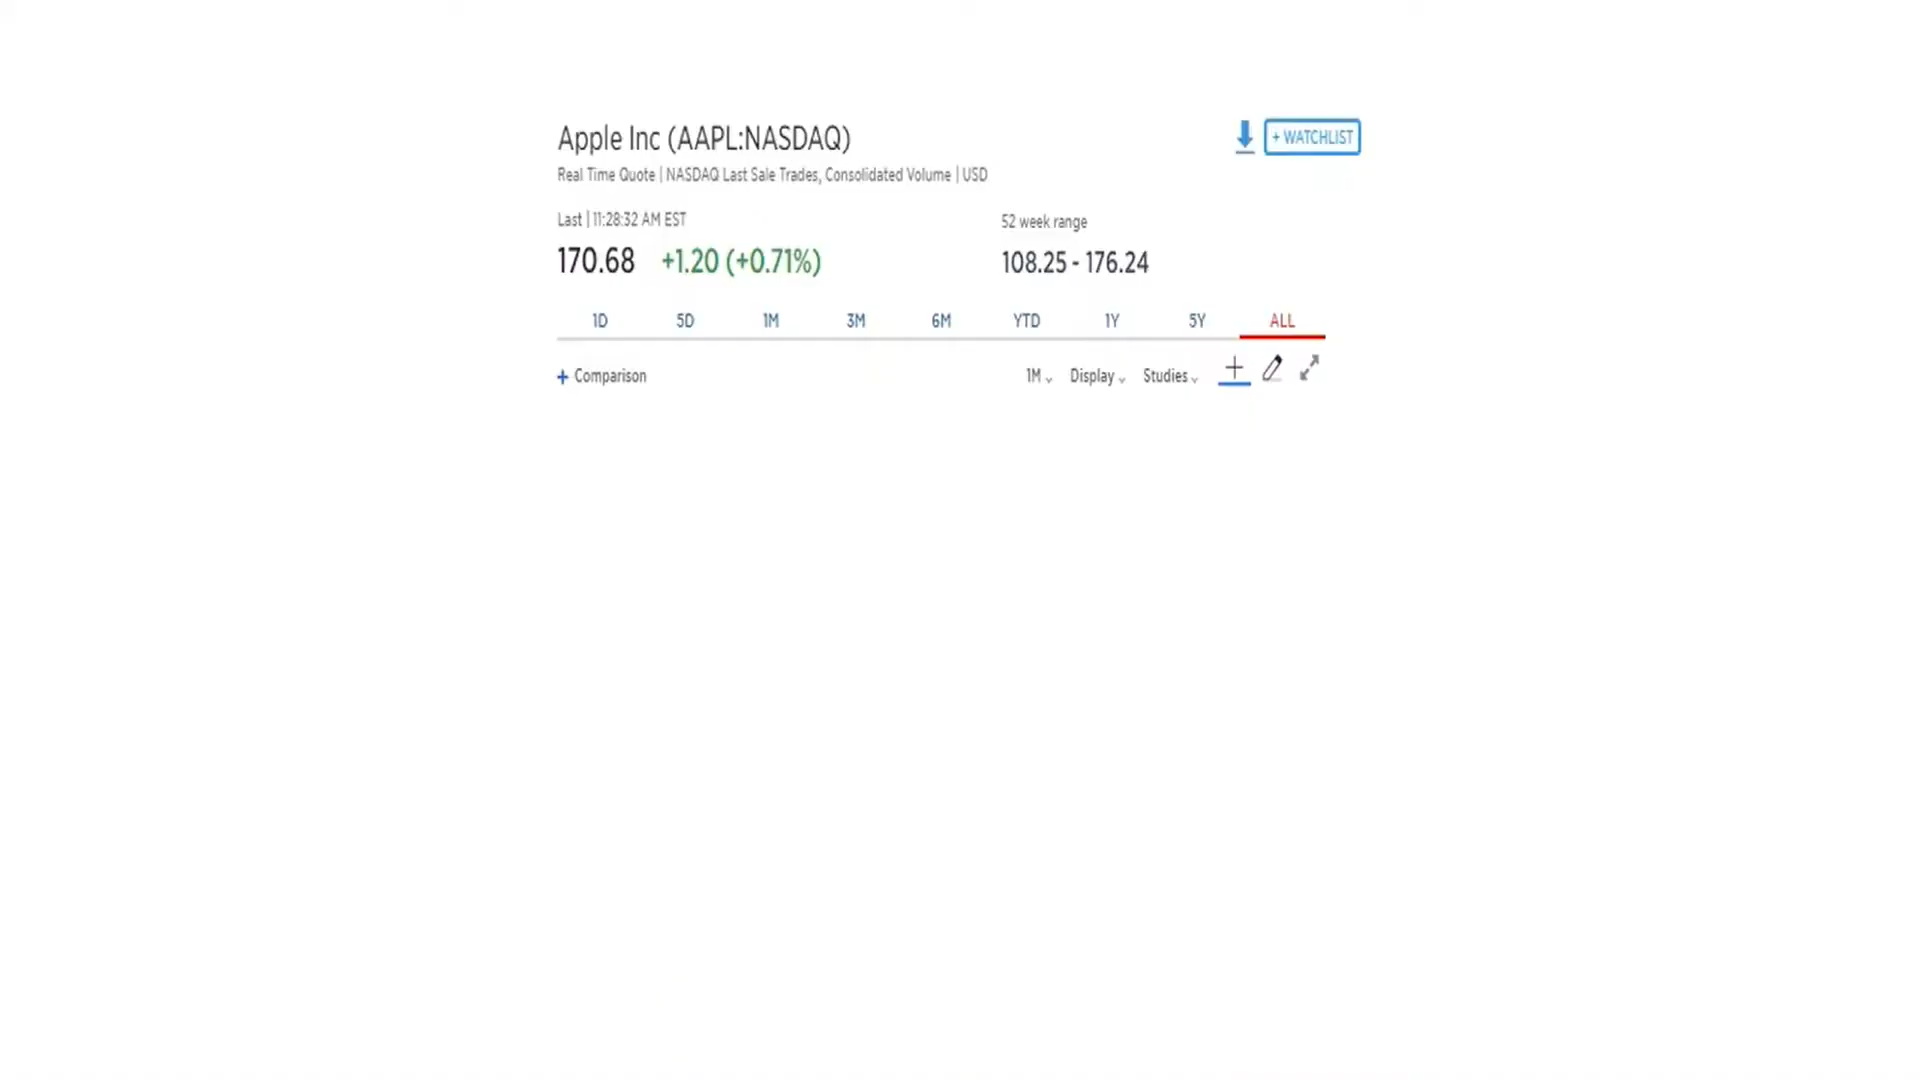 Apple Inc (AAPL:NASDAQ)
+ WATCHLIST
Real Time Quote | NASDAQ Last Sale Trades, Consolidated Volume | USD
Last | 11:28:32 AM EST
52 week range
170.68 +1.20 (+0.71%)
108.25 - 176.24
1D 5D 1M 3M 6M YTD 1Y 5Y ALL
+ Comparison
1M Display Studies